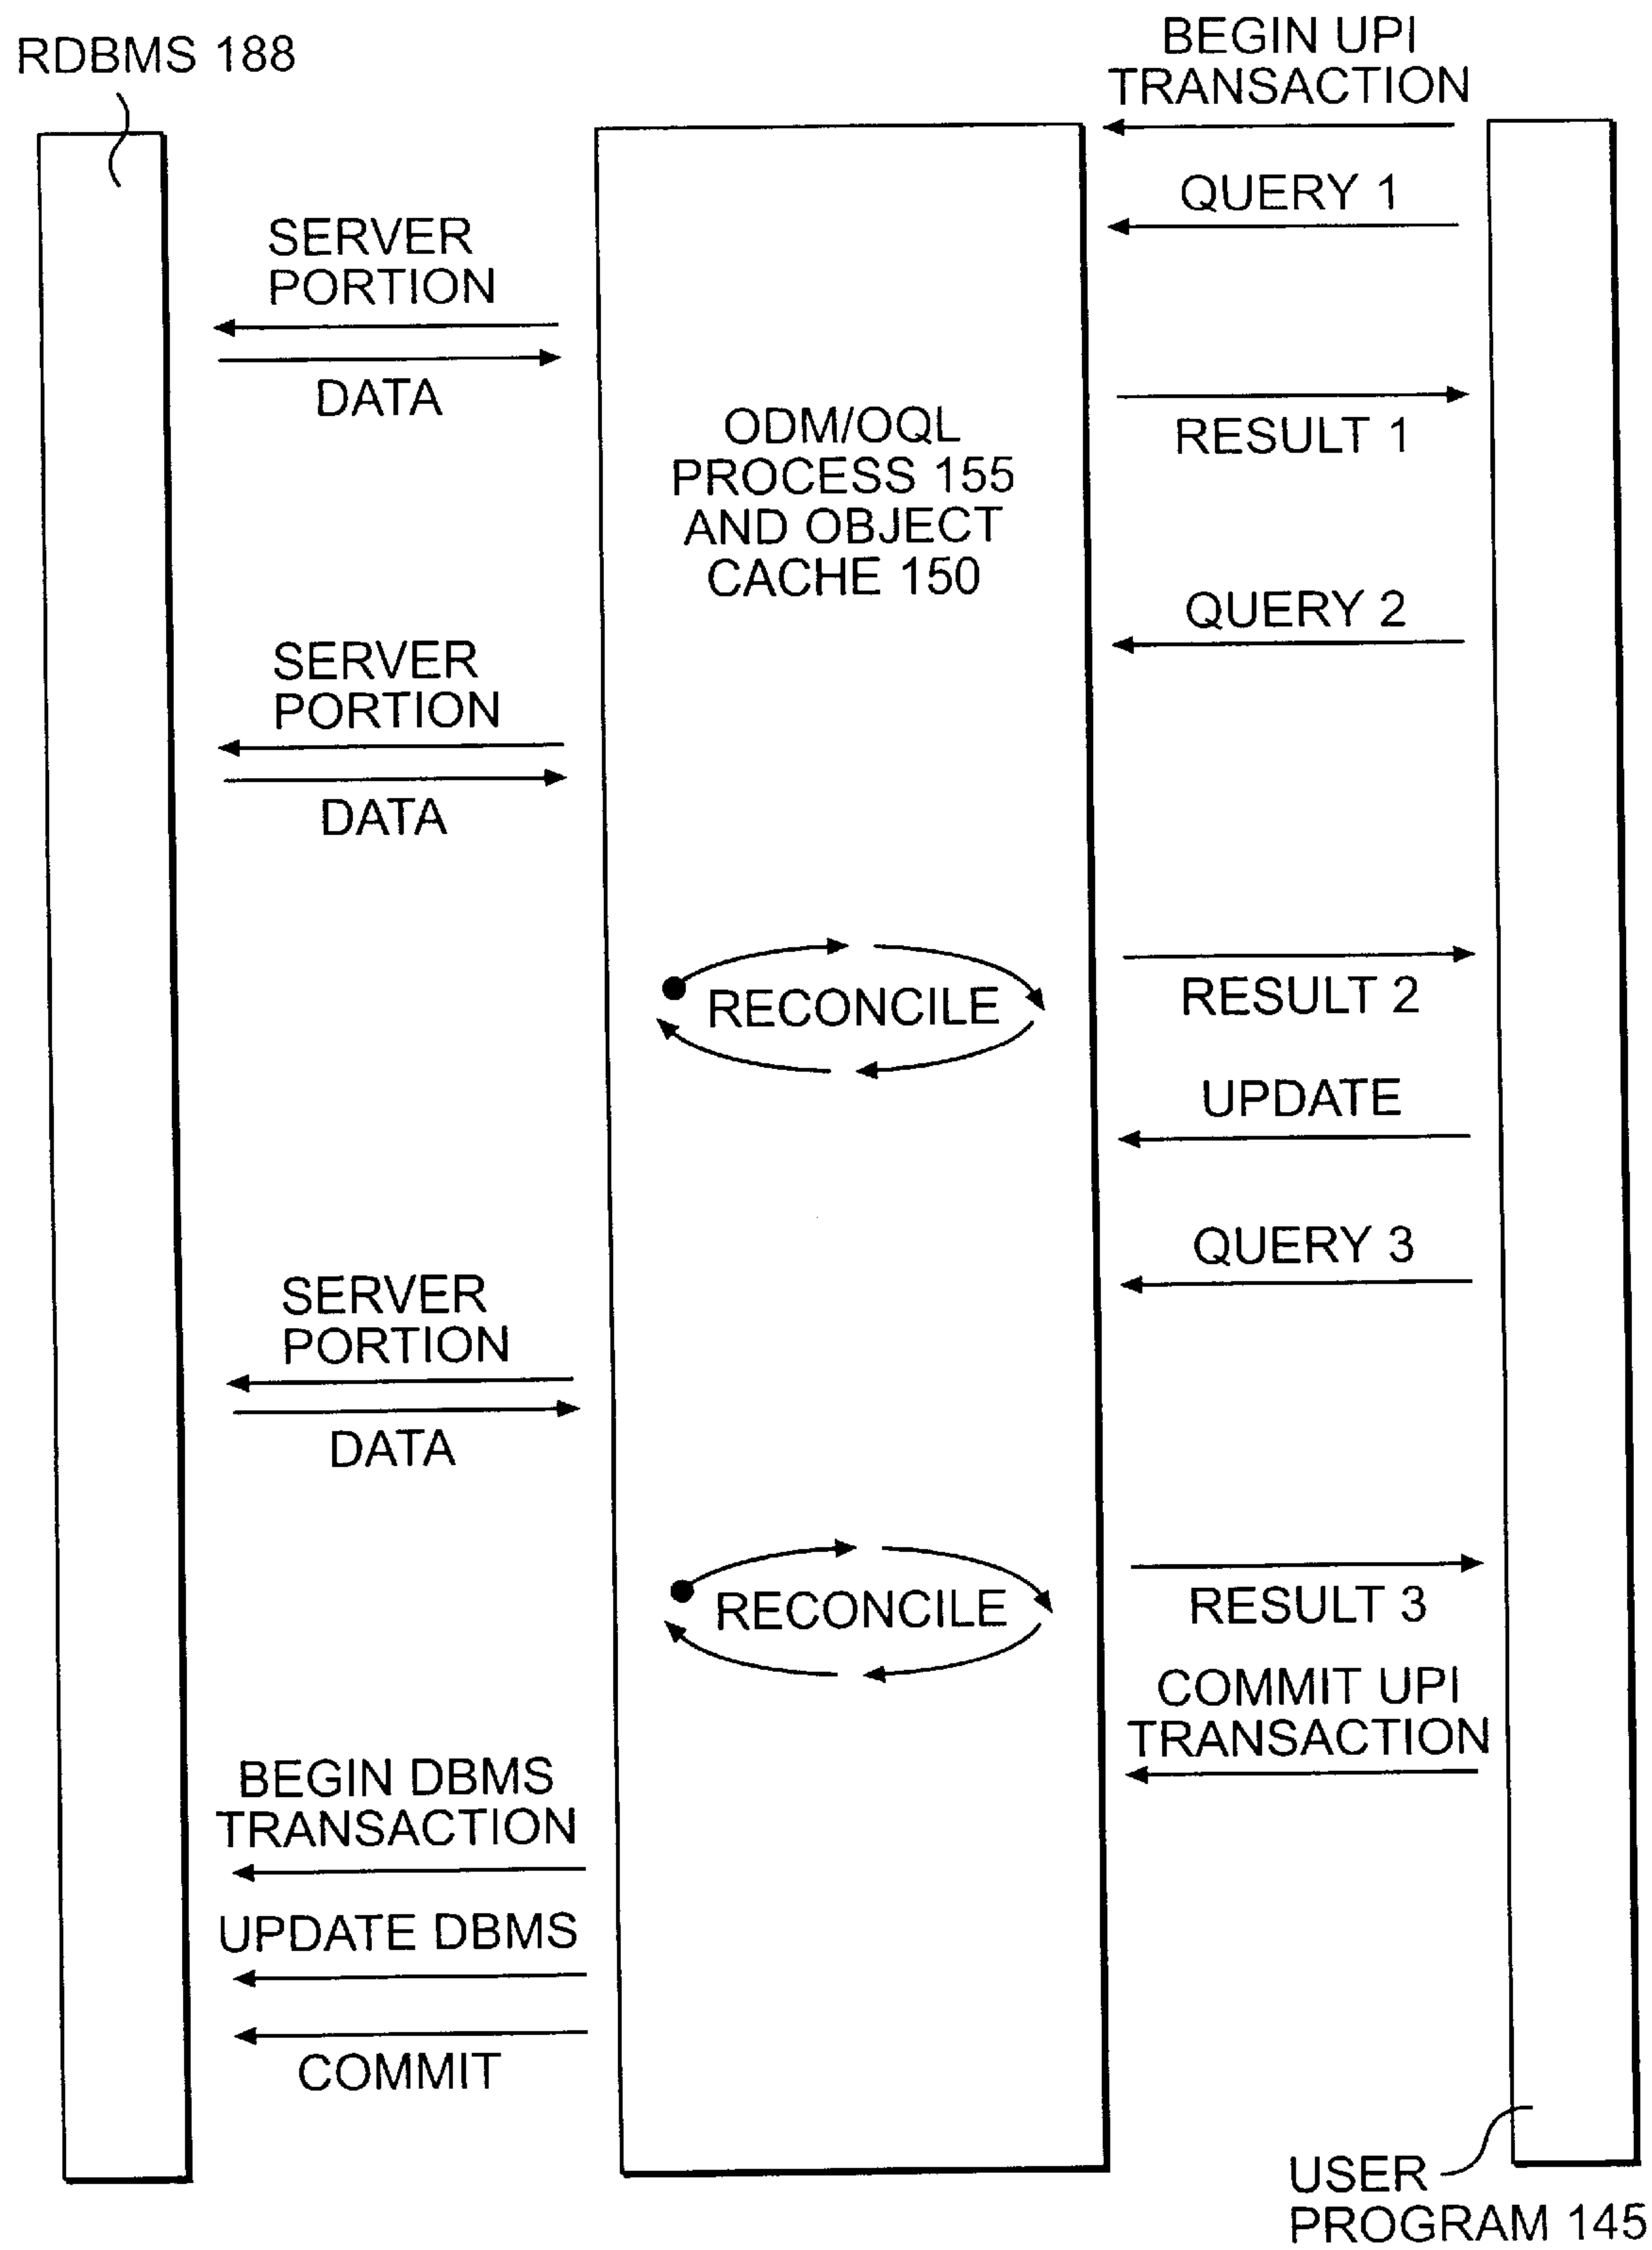 RDBMS 188
BEGIN UPI
TRANSACTION
QUERY 1
SERVER
PORTION
DATA
ODM/OQL
PROCESS 155
AND OBJECT
CACHE 150
RESULT 1
QUERY 2
SERVER
PORTION
DATA
RECONCILE
RESULT 2
UPDATE
QUERY 3
SERVER
PORTION
DATA
RECONCILE
RESULT 3
COMMIT UPI
TRANSACTION
BEGIN DBMS
TRANSACTION
UPDATE DBMS
COMMIT
USER
PROGRAM 145